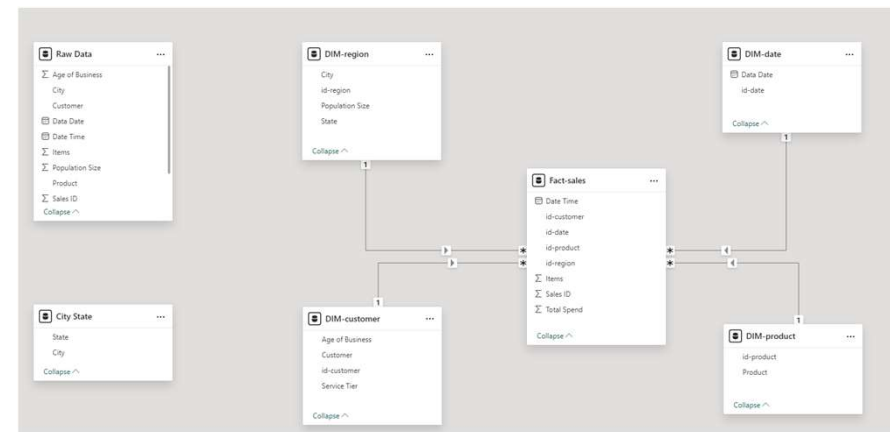 Raw Data ...
Σ Age of Business
City
Customer
Data Date
Date Time
Σ Items
Σ Population Size
Product
Σ Sales ID
Collapse
DIM-region ...
City
id-region
Population Size
State
Collapse
1
DIM-date ...
Data Date
id-date
Collapse
1
Fact-sales ...
Date Time
id-customer
id-date
id-product
id-region
Σ Items
Σ Sales ID
Σ Total Spend
Collapse
* *
* *
City State ...
State
City
Collapse
1
DIM-customer ...
Age of Business
Customer
id-customer
Service Tier
Collapse
1
DIM-product ...
id-product
Product
Collapse